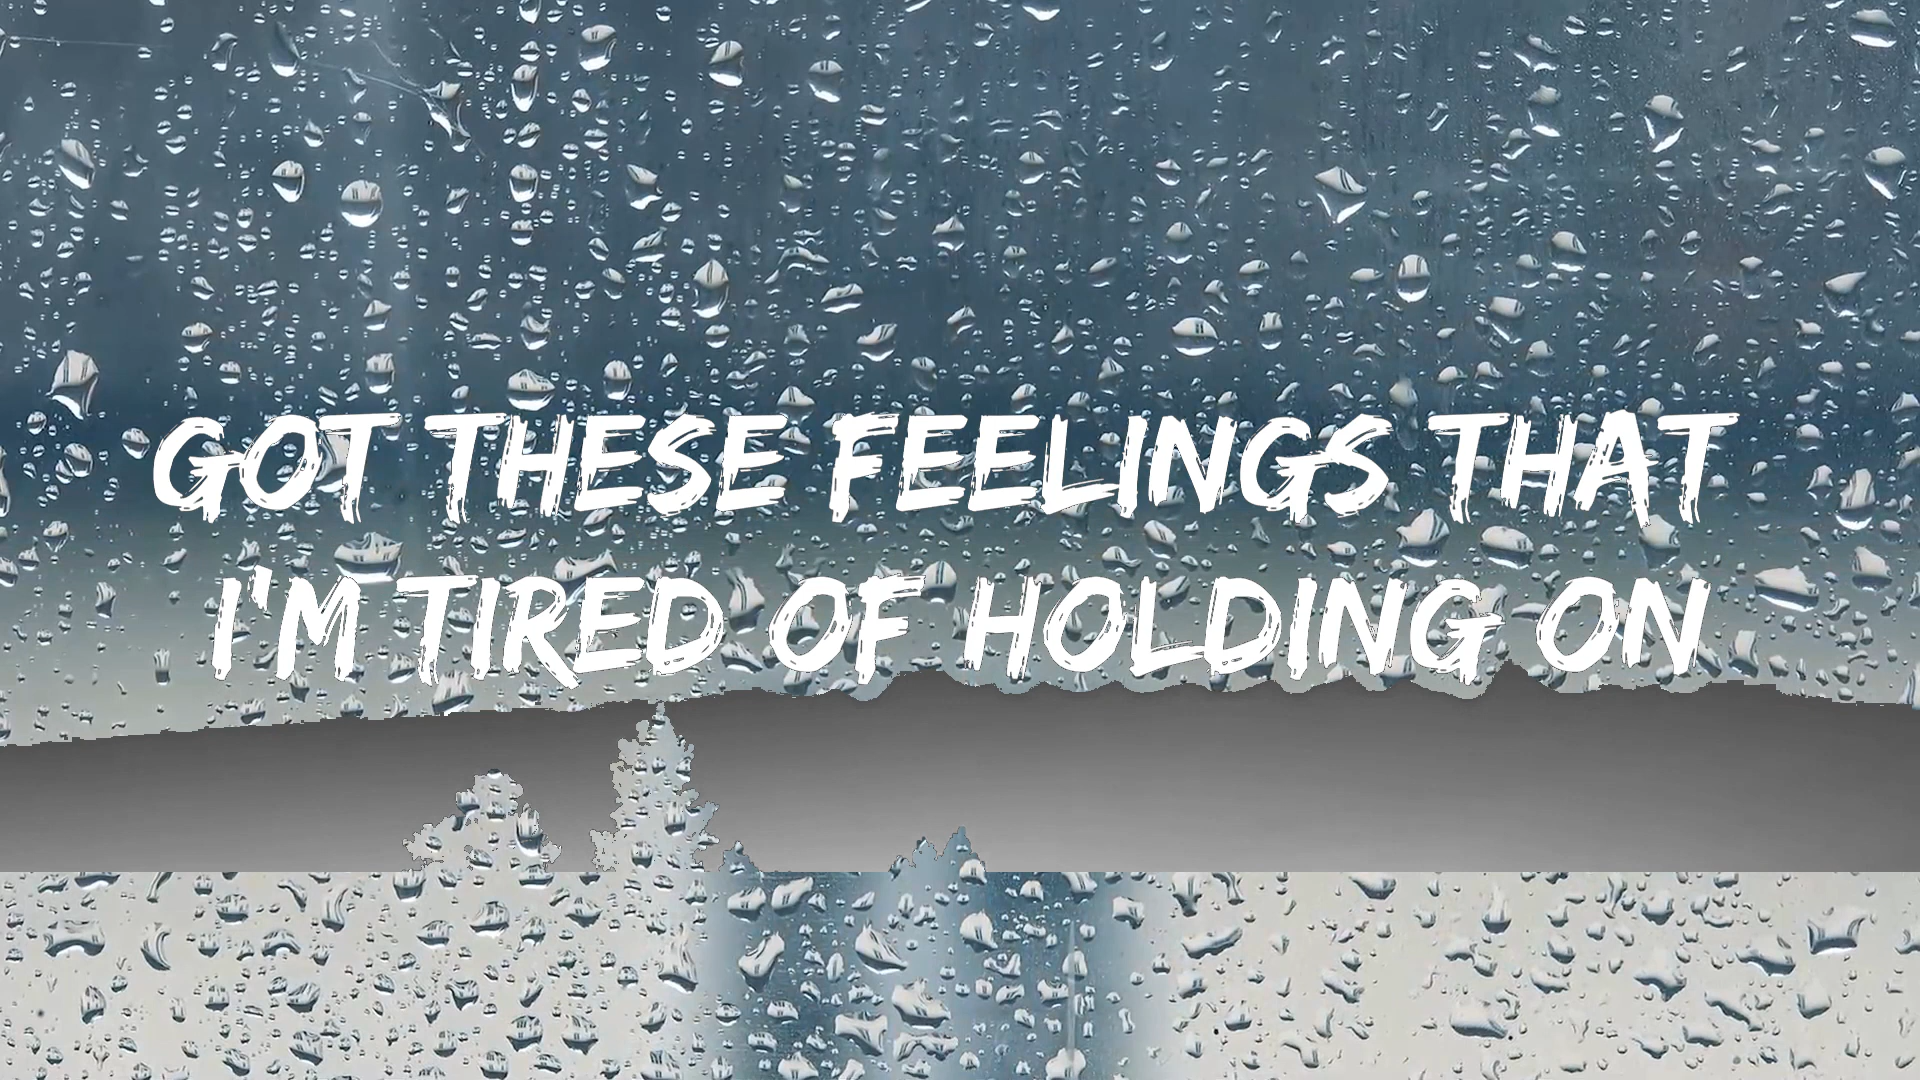 GOT THESE FEELINGS THAT
I'M TIRED OF HOLDING ON